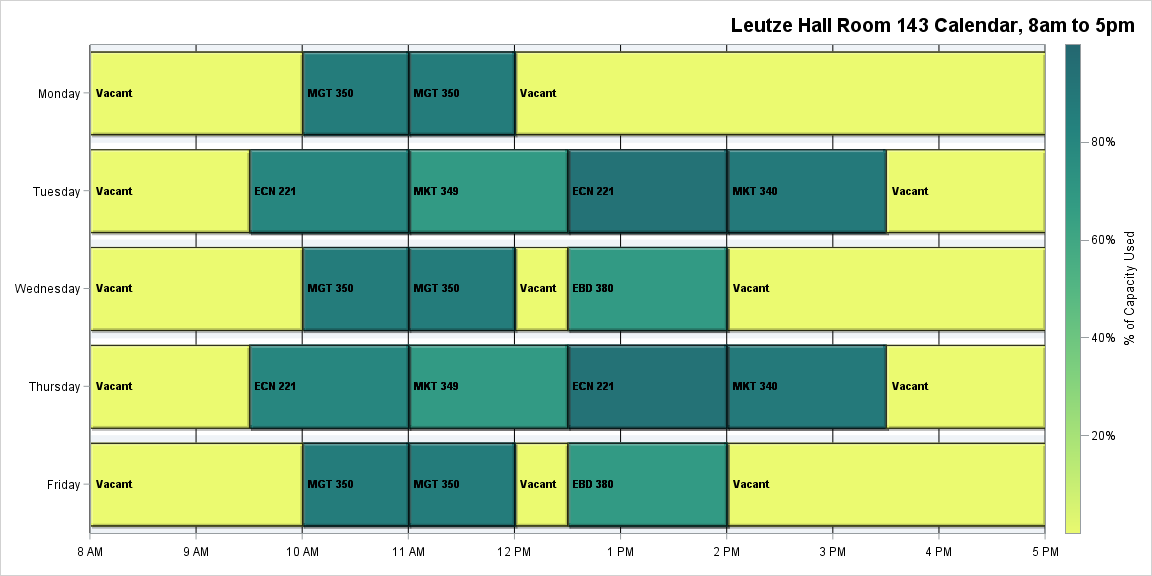 Leutze Hall Room 143 Calendar, 8am to 5pm
Monday
Vacant
MGT 350
MGT 350
Vacant
Tuesday
Vacant
ECN 221
MKT 349
ECN 221
MKT 340
Vacant
Wednesday
Vacant
MGT 350
MGT 350
Vacant
EBD 380
Vacant
Thursday
Vacant
ECN 221
MKT 349
ECN 221
MKT 340
Vacant
Friday
Vacant
MGT 350
MGT 350
Vacant
EBD 380
Vacant
8 AM
9 AM
10 AM
11 AM
12 PM
1 PM
2 PM
3 PM
4 PM
5 PM
80%
60%
40%
20%
% of Capacity Used